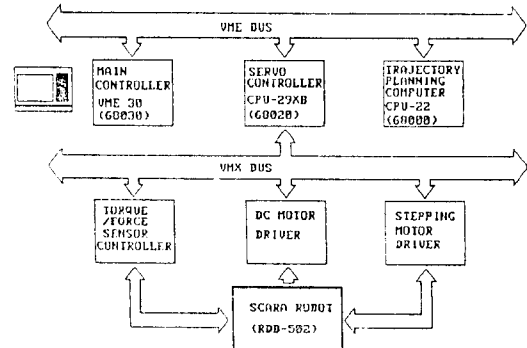 VME BUS
MAIN
CONTROLLER
VME 30
(68030)
SERVO
CONTROLLER
CPU-29XB
(68020)
TRAJECTORY
PLANNING
COMPUTER
CPU-22
(68000)
VMX BUS
TORQUE
/FORCE
SENSOR
CONTROLLER
DC MOTOR
DRIVER
STEPPING
MOTOR
DRIVER
SCARA ROBOT
(RDB-502)